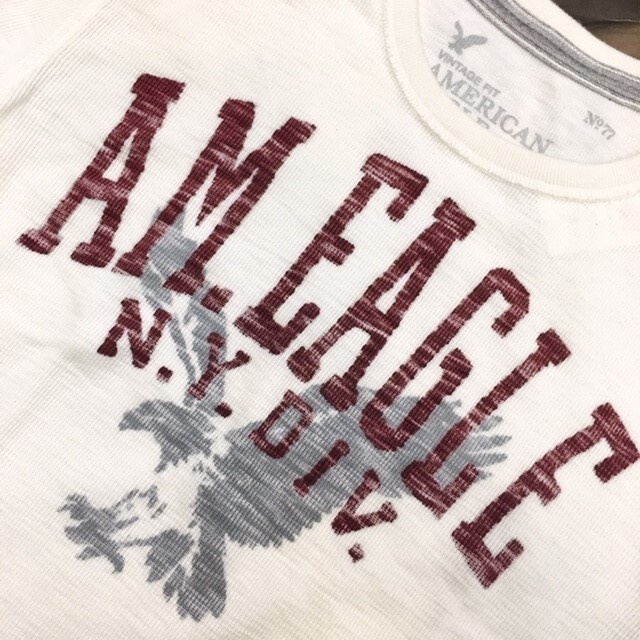 VINTAGE FIT
AMERICAN
Nº77
AM. EAGLE
N.Y. DIV.